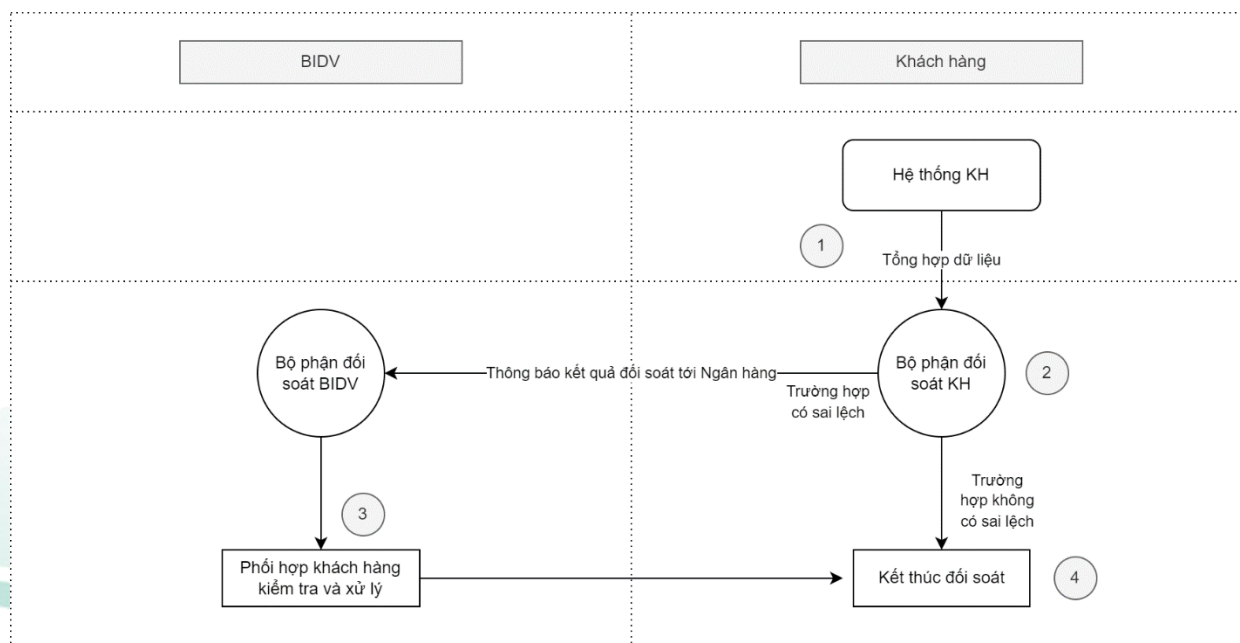 BIDV
Khách hàng
Hệ thống KH
1
Tổng hợp dữ liệu
Bộ phận đối
soát BIDV
Thông báo kết quả đối soát tới Ngân hàng
Trường hợp
có sai lệch
Bộ phận đối
soát KH
2
Trường
hợp không
có sai lệch
3
Phối hợp khách hàng
kiểm tra và xử lý
Kết thúc đối soát
4